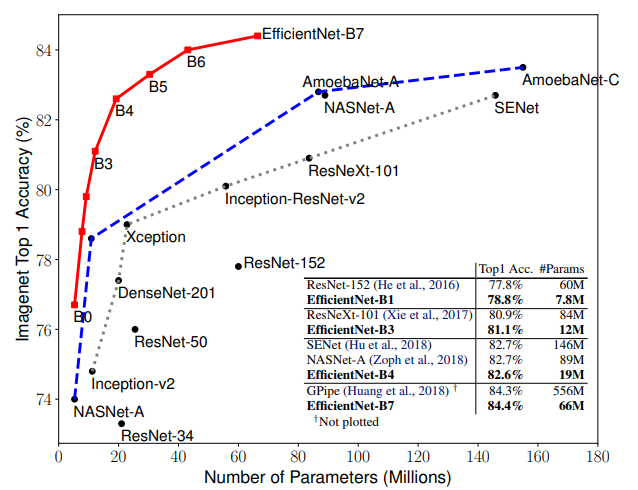 EfficientNet-B7
B6
B5
B4
B3
B0
AmoebaNet-A
AmoebaNet-C
NASNet-A
SENet
ResNeXt-101
Inception-ResNet-v2
Xception
ResNet-152
DenseNet-201
ResNet-50
Inception-v2
NASNet-A
ResNet-34
Top1 Acc. #Params
ResNet-152 (He et al., 2016) 77.8% 60M
EfficientNet-B1 78.8% 7.8M
ResNeXt-101 (Xie et al., 2017) 80.9% 84M
EfficientNet-B3 81.1% 12M
SENet (Hu et al., 2018) 82.7% 146M
NASNet-A (Zoph et al., 2018) 82.7% 89M
EfficientNet-B4 82.6% 19M
GPipe (Huang et al., 2018) † 84.3% 556M
EfficientNet-B7 84.4% 66M
†Not plotted
84
82
80
78
76
74
Imagenet Top 1 Accuracy (%)
0 20 40 60 80 100 120 140 160 180
Number of Parameters (Millions)